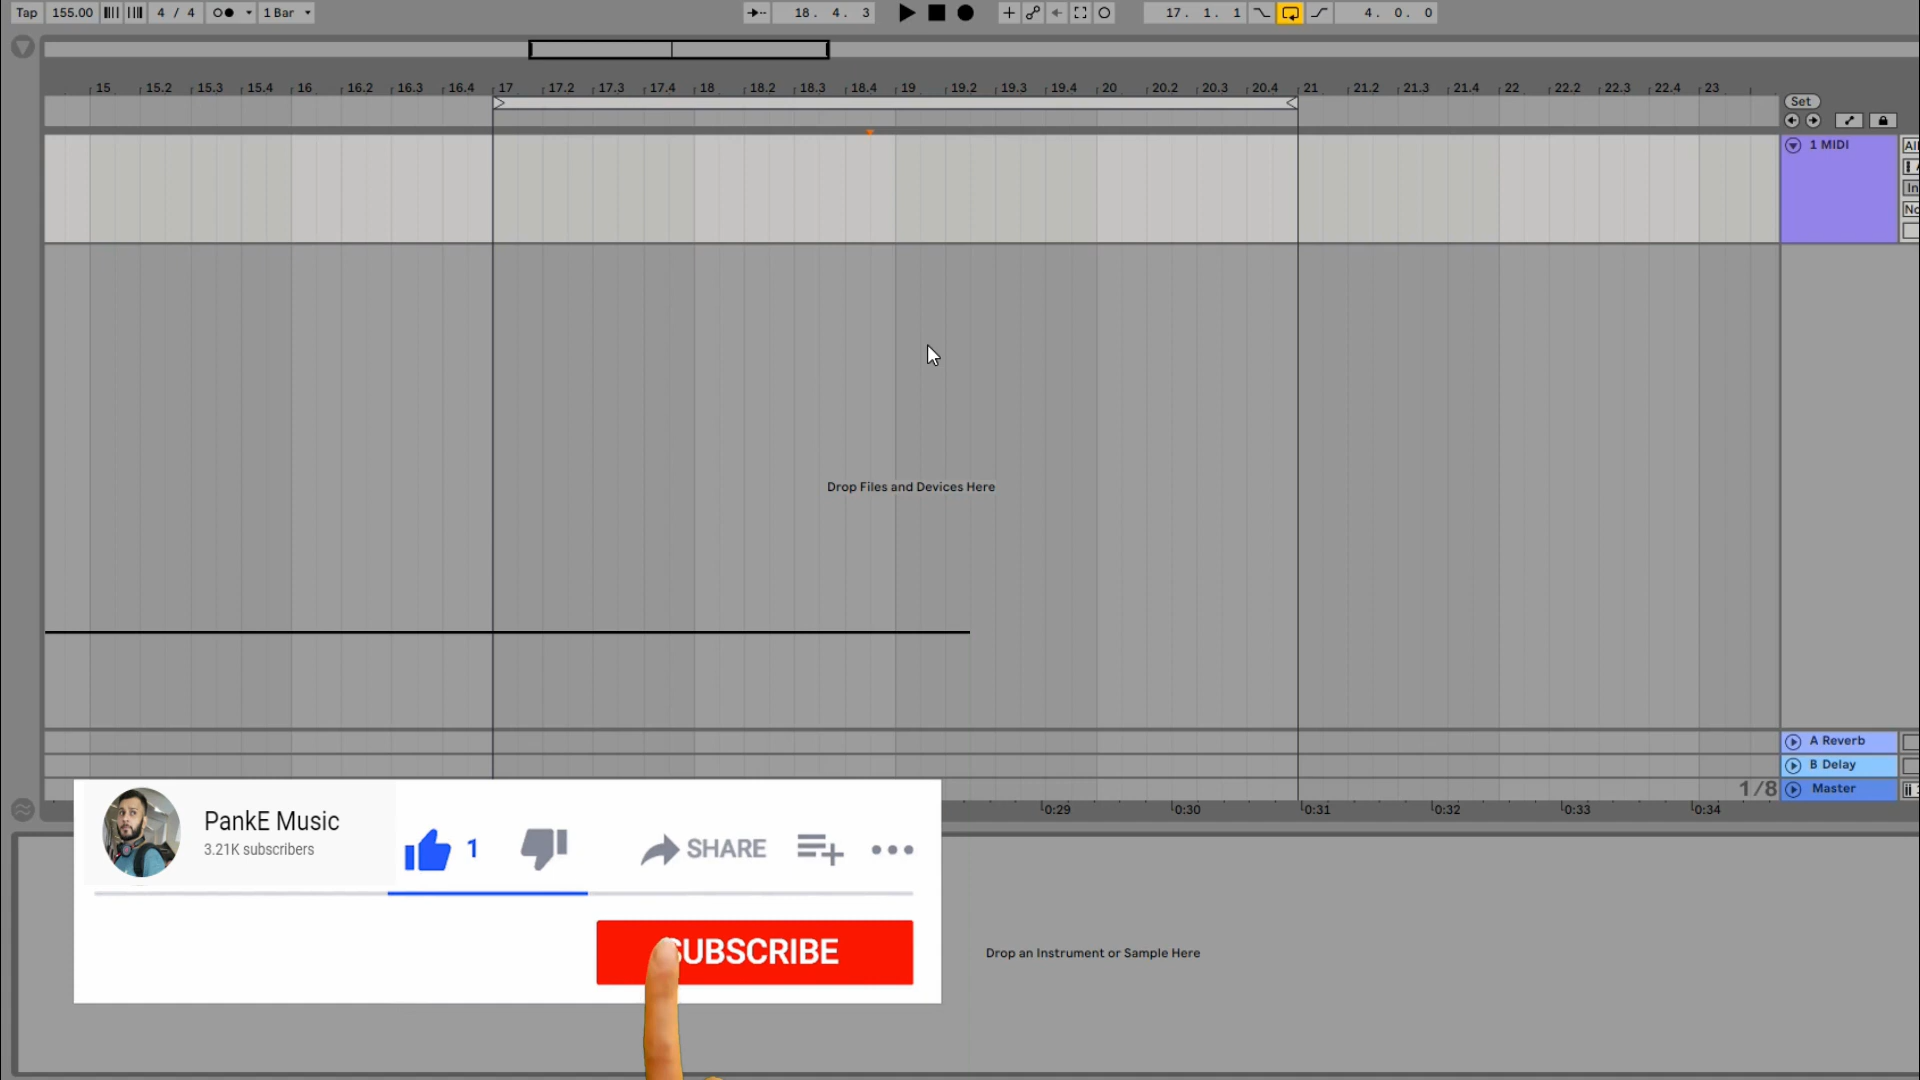 Tap 155.00 4 / 4 1 Bar 18. 4. 3 17. 1. 1 4. 0. 0
15 15.2 15.3 15.4 16 16.2 16.3 16.4 17 17.2 17.3 17.4 18 18.2 18.3 18.4 19 19.2 19.3 19.4 20 20.2 20.3 20.4 21 21.2 21.3 21.4 22 22.2 22.3 22.4 23
Set
1 MIDI
All
In
No
Drop Files and Devices Here
A Reverb
B Delay
1/8 Master
0:29 0:30 0:31 0:32 0:33 0:34
PankE Music
3.21K subscribers
1
SHARE
SUBSCRIBE
Drop an Instrument or Sample Here